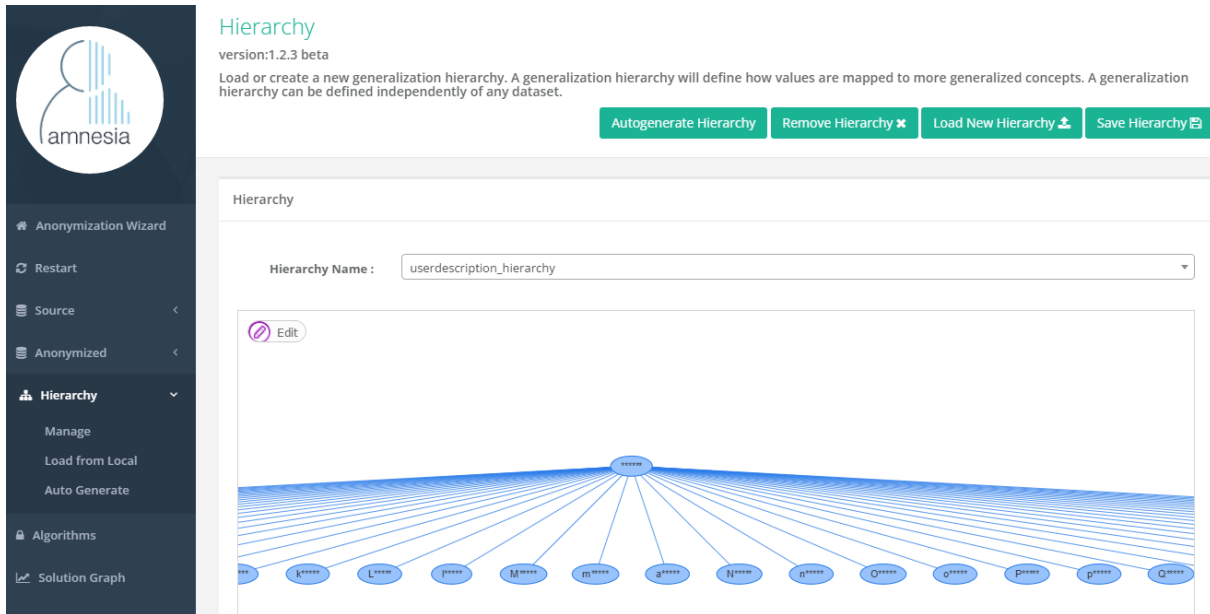 amnesia
Anonymization Wizard
Restart
Source
Anonymized
Hierarchy
Manage
Load from Local
Auto Generate
Algorithms
Solution Graph
Hierarchy
version:1.2.3 beta
Load or create a new generalization hierarchy. A generalization hierarchy will define how values are mapped to more generalized concepts. A generalization
hierarchy can be defined independently of any dataset.
Autogenerate Hierarchy Remove Hierarchy Load New Hierarchy Save Hierarchy
Hierarchy
Hierarchy Name : userdescription_hierarchy
Edit
******
*** k***** L***** l***** M***** m***** a***** N***** n***** O***** o***** P***** p***** Q*****